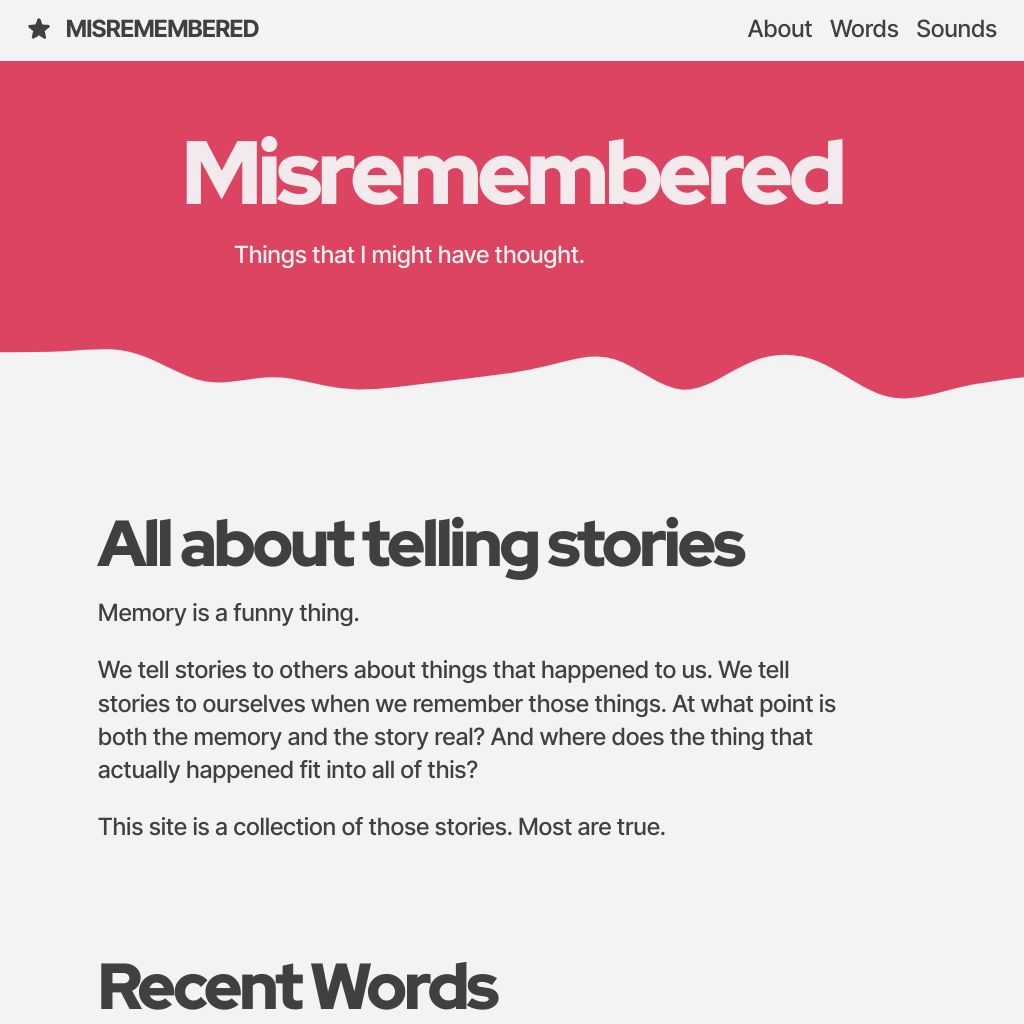 MISREMEMBERED
About Words Sounds
Misremembered
Things that I might have thought.
All about telling stories
Memory is a funny thing.
We tell stories to others about things that happened to us. We tell
stories to ourselves when we remember those things. At what point is
both the memory and the story real? And where does the thing that
actually happened fit into all of this?
This site is a collection of those stories. Most are true.
Recent Words